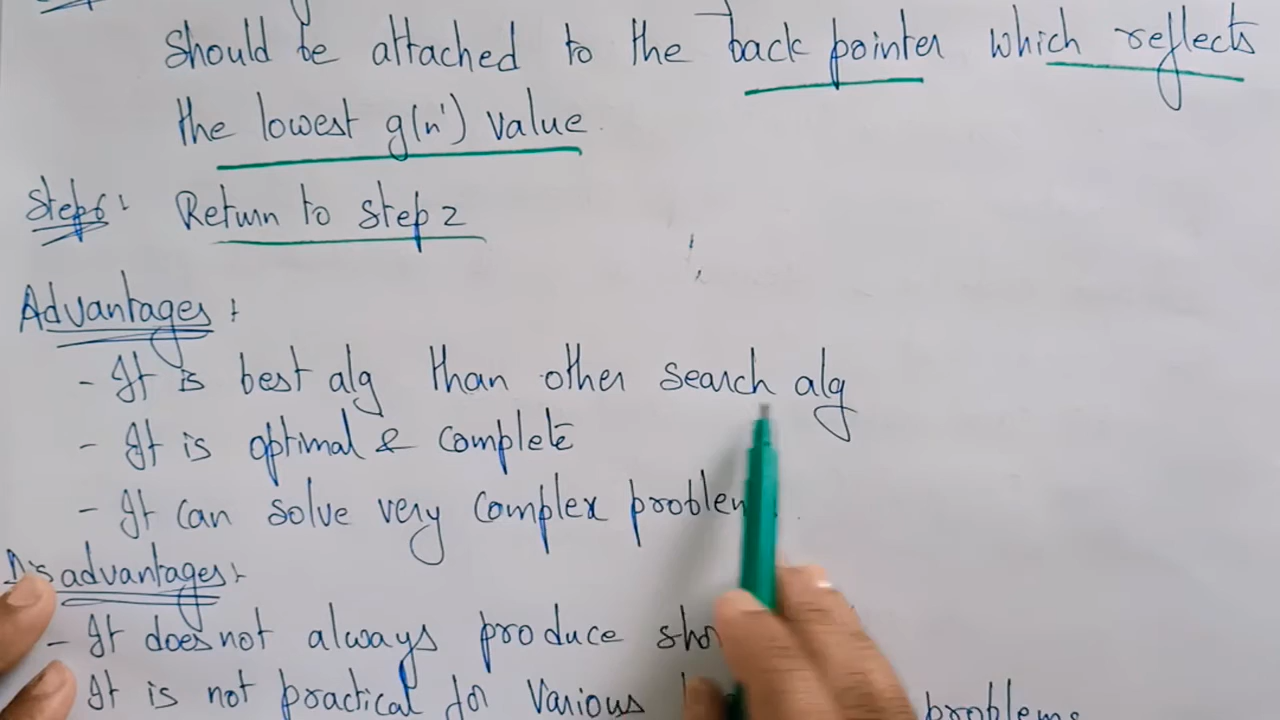 should be attached to the back pointer which reflects
the lowest g(n') value
Step6: Return to step 2
Advantages:
- It is best alg than other search alg
- It is optimal & complete
- It can solve very complex problem
Disadvantages:
- It does not always produce
It is not practical for various problems